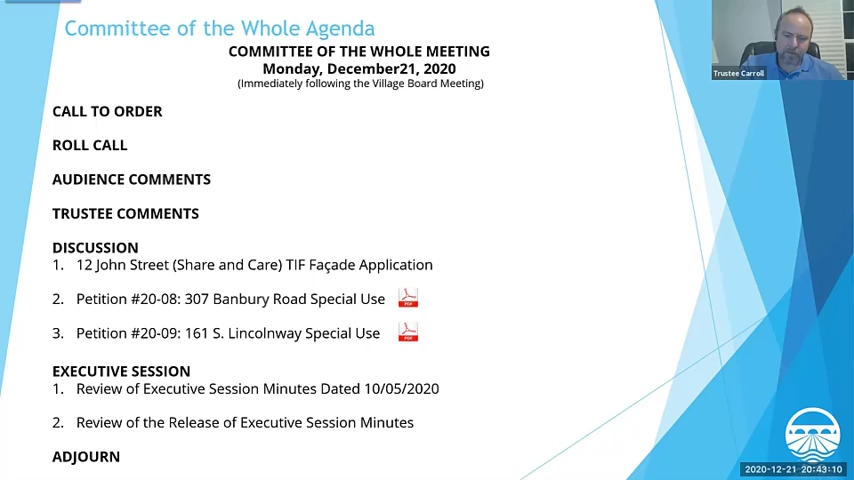 Committee of the Whole Agenda
COMMITTEE OF THE WHOLE MEETING
Monday, December21, 2020
(Immediately following the Village Board Meeting)
Trustee Carroll
CALL TO ORDER
ROLL CALL
AUDIENCE COMMENTS
TRUSTEE COMMENTS
DISCUSSION
1. 12 John Street (Share and Care) TIF Façade Application
2. Petition #20-08: 307 Banbury Road Special Use
PDF
3. Petition #20-09: 161 S. Lincolnway Special Use
PDF
EXECUTIVE SESSION
1. Review of Executive Session Minutes Dated 10/05/2020
2. Review of the Release of Executive Session Minutes
ADJOURN
2020-12-21 20:43:10